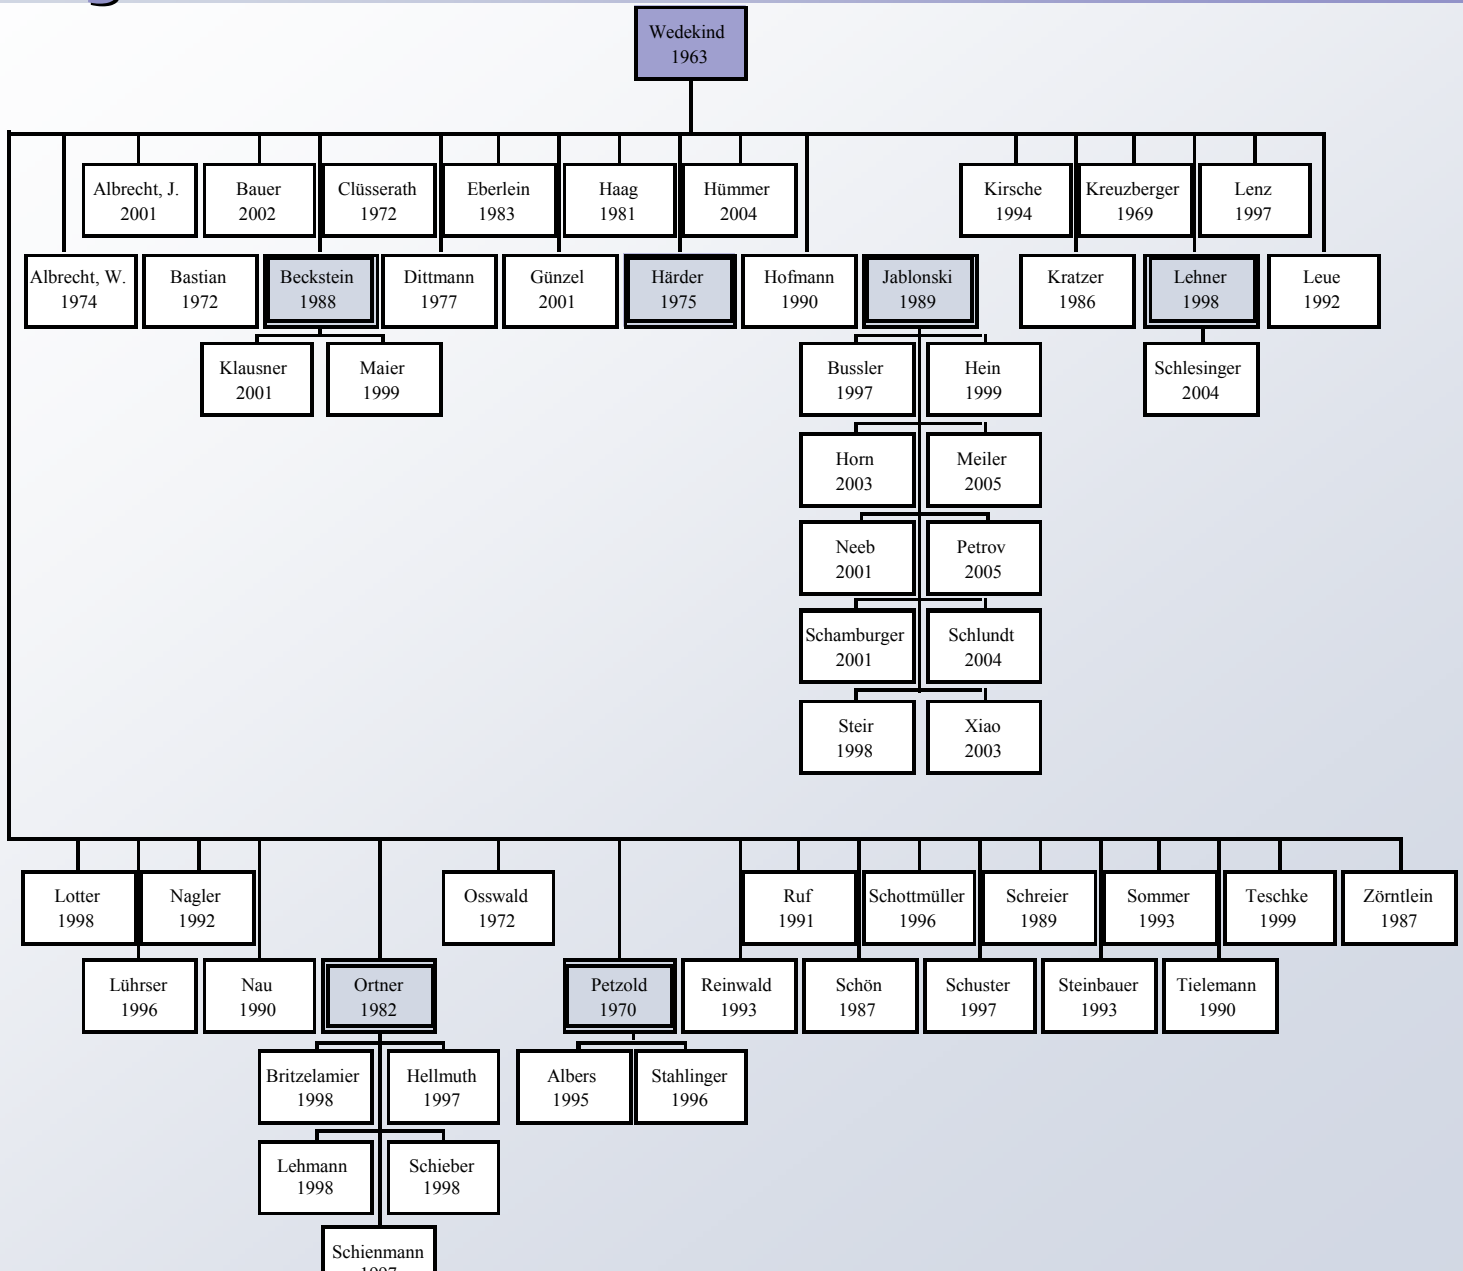 Wedekind
1963
Albrecht, J.
2001
Bauer
2002
Clüsserath
1972
Eberlein
1983
Haag
1981
Hümmer
2004
Kirsche
1994
Kreuzberger
1969
Lenz
1997
Albrecht, W.
1974
Bastian
1972
Beckstein
1988
Dittmann
1977
Günzel
2001
Härder
1975
Hofmann
1990
Jablonski
1989
Kratzer
1986
Lehner
1998
Leue
1992
Klausner
2001
Maier
1999
Bussler
1997
Hein
1999
Schlesinger
2004
Horn
2003
Meiler
2005
Neeb
2001
Petrov
2005
Schamburger
2001
Schlundt
2004
Steir
1998
Xiao
2003
Lotter
1998
Nagler
1992
Osswald
1972
Ruf
1991
Schottmüller
1996
Schreier
1989
Sommer
1993
Teschke
1999
Zörntlein
1987
Lührser
1996
Nau
1990
Ortner
1982
Petzold
1970
Reinwald
1993
Schön
1987
Schuster
1997
Steinbauer
1993
Tielemann
1990
Britzelamier
1998
Hellmuth
1997
Albers
1995
Stahlinger
1996
Lehmann
1998
Schieber
1998
Schienmann
1997